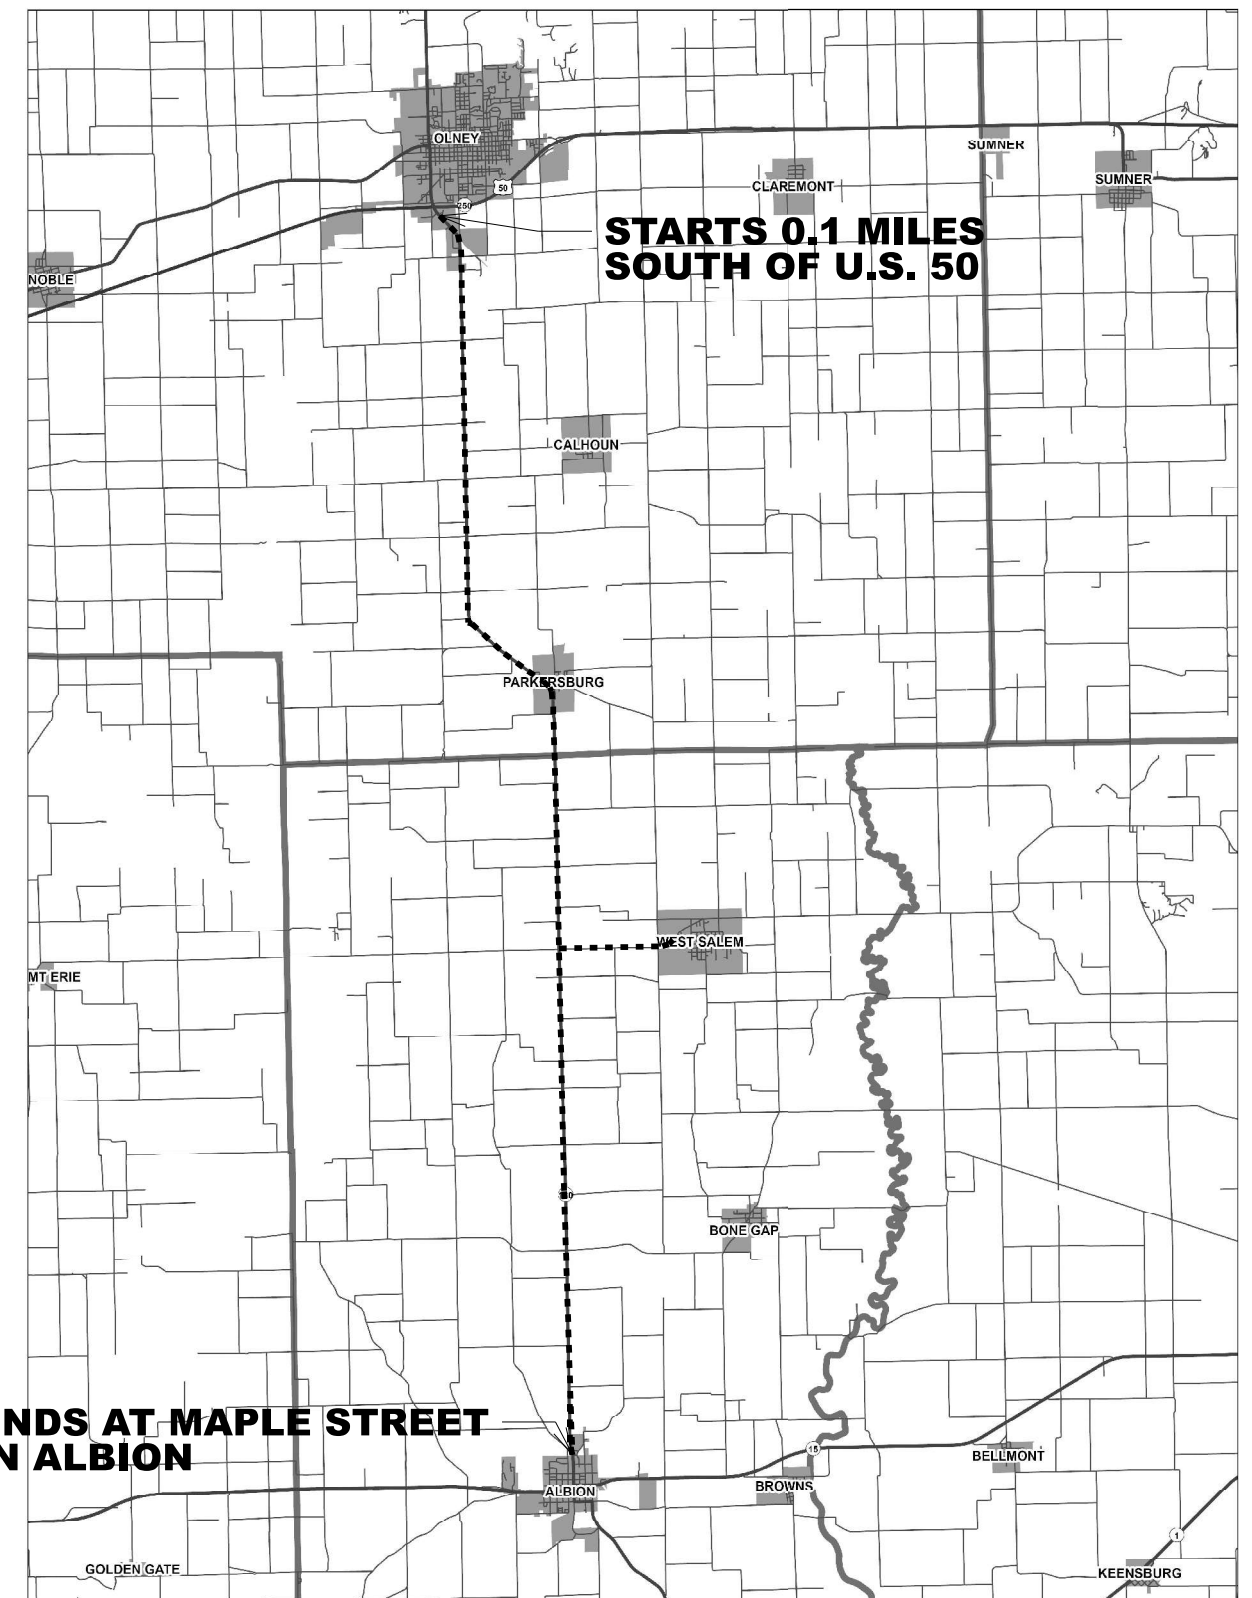 OLNEY
SUMNER
50
CLAREMONT
SUMNER
250
STARTS 0.1 MILES
SOUTH OF U.S. 50
NOBLE
CALHOUN
PARKERSBURG
WEST SALEM
MT ERIE
BONE GAP
NDS AT MAPLE STREET
N ALBION
15
BELLMONT
BROWNS
ALBION
1
GOLDEN GATE
KEENSBURG